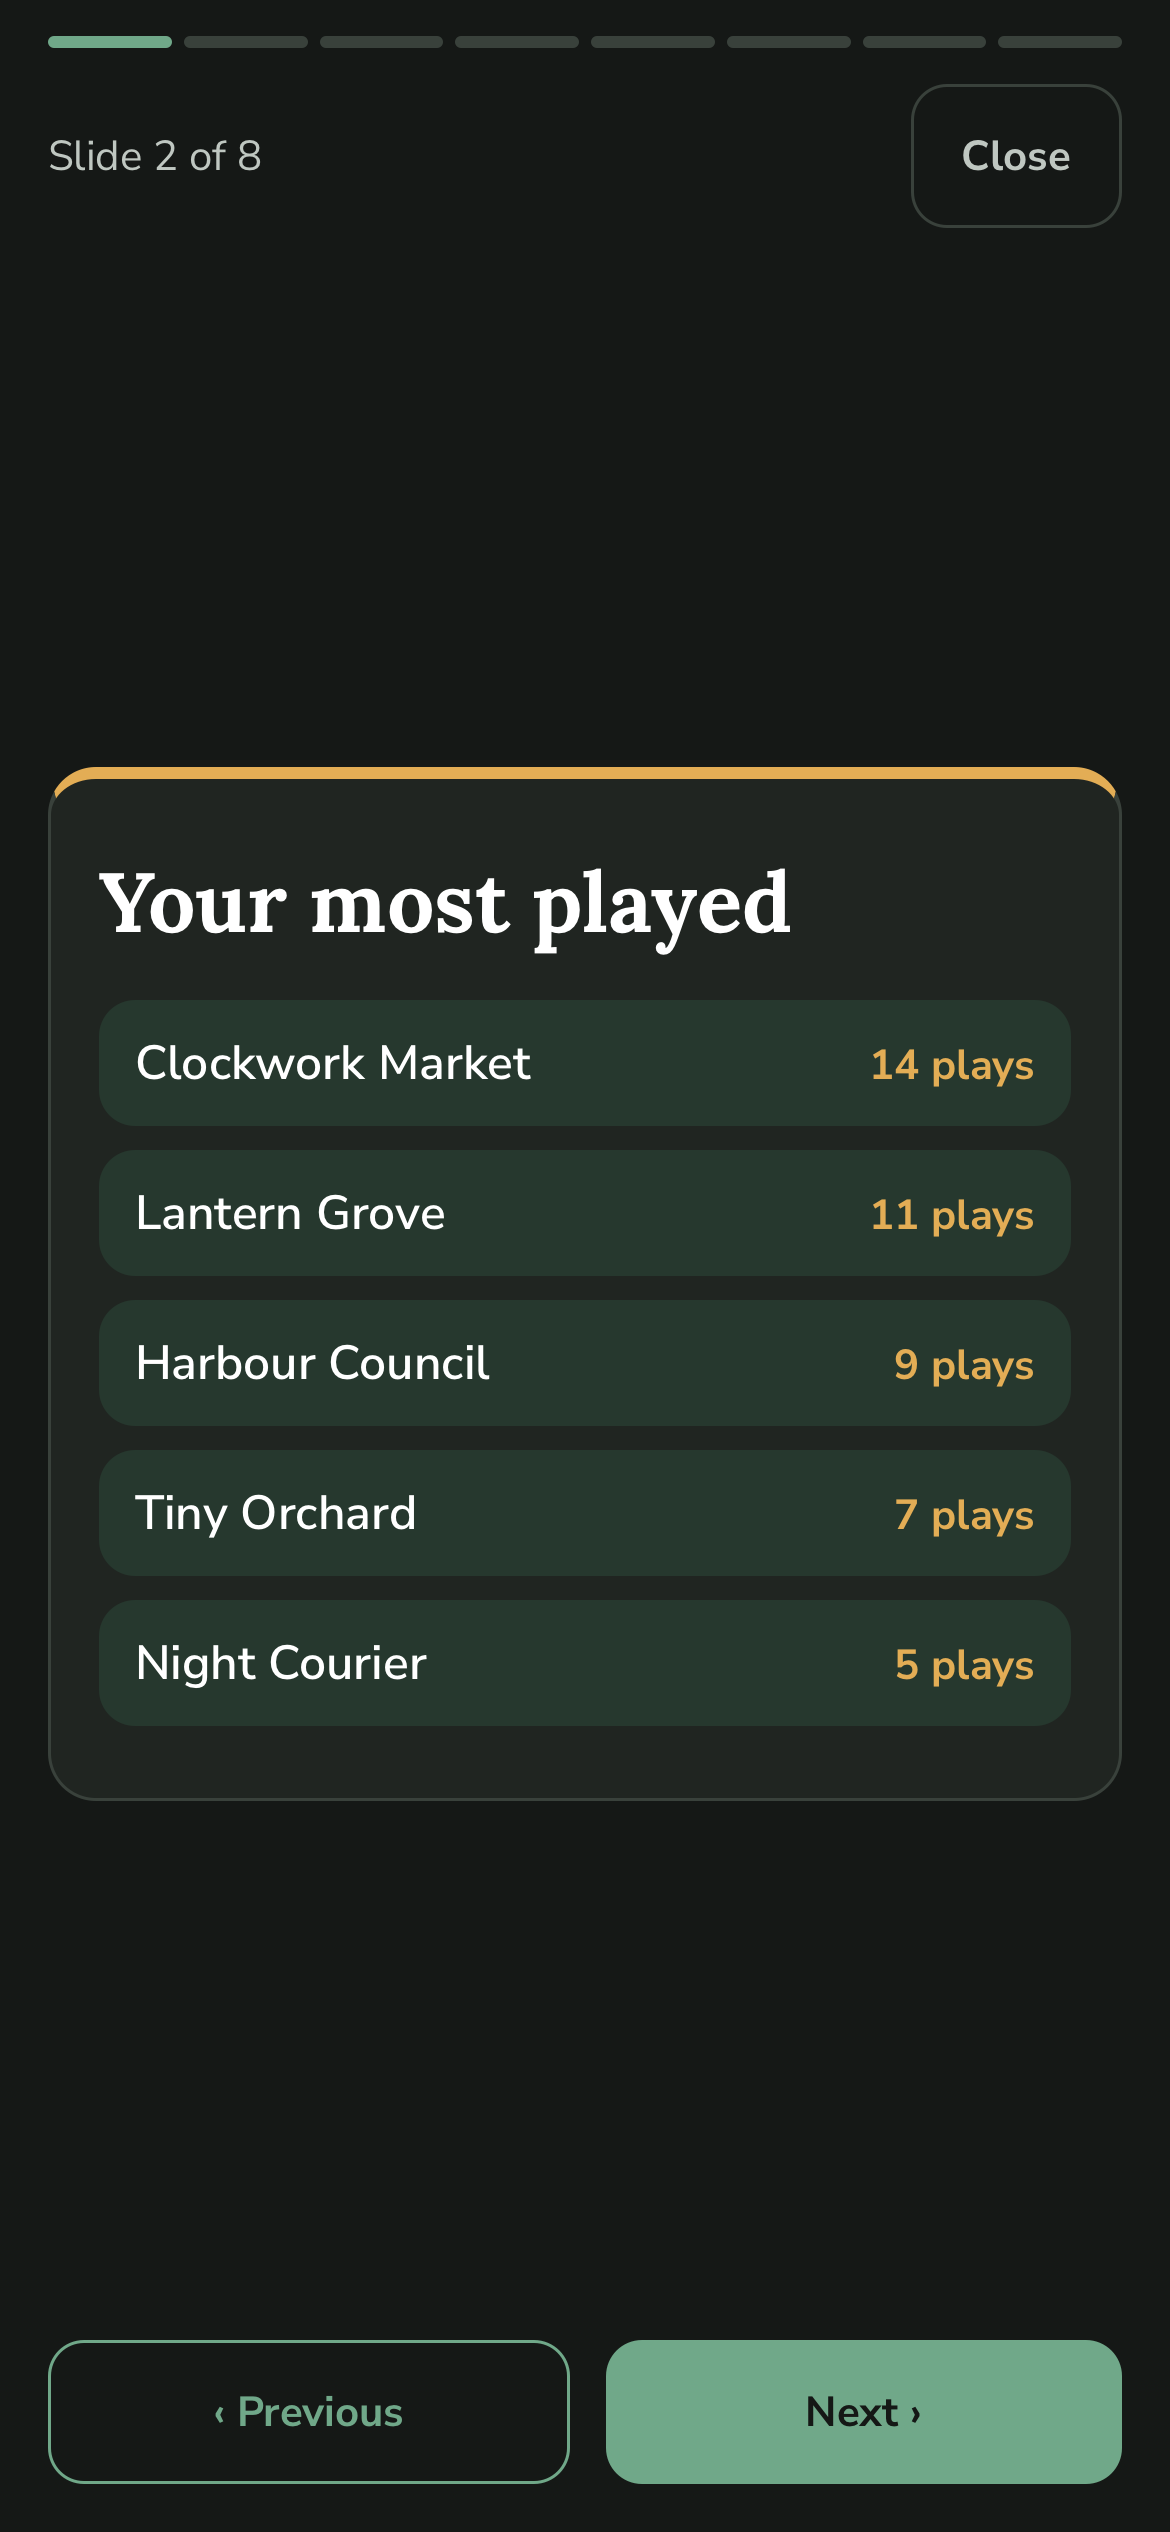 Slide 2 of 8
Close
Your most played
Clockwork Market 14 plays
Lantern Grove 11 plays
Harbour Council 9 plays
Tiny Orchard 7 plays
Night Courier 5 plays
‹ Previous
Next ›